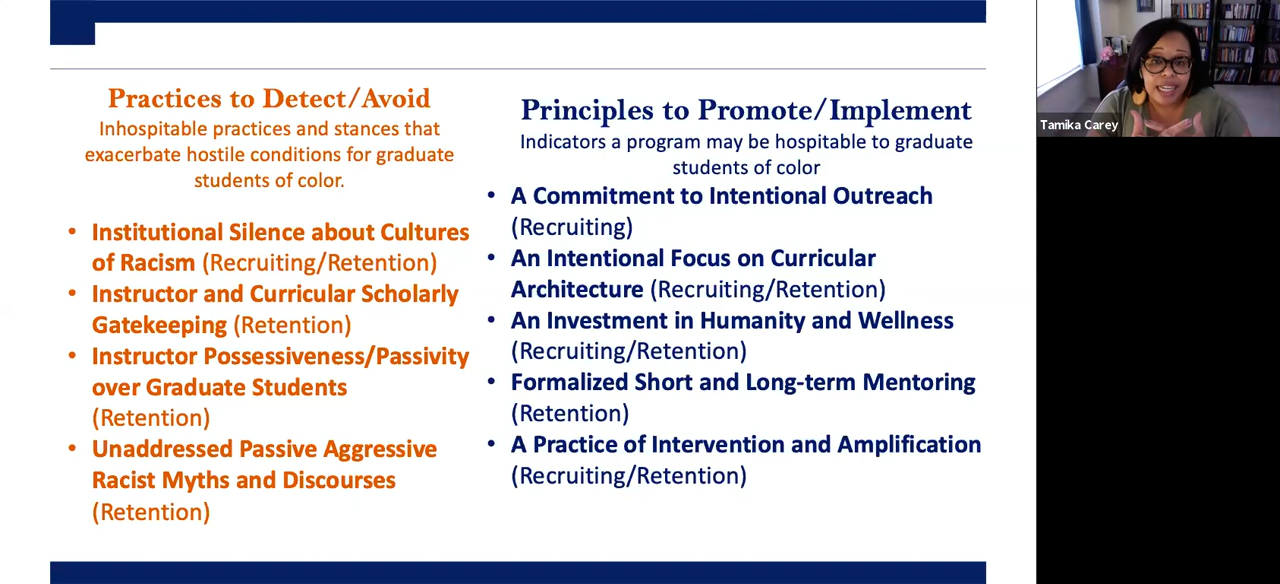 Practices to Detect/Avoid
Inhospitable practices and stances that
exacerbate hostile conditions for graduate
students of color.
• Institutional Silence about Cultures
of Racism (Recruiting/Retention)
• Instructor and Curricular Scholarly
Gatekeeping (Retention)
• Instructor Possessiveness/Passivity
over Graduate Students
(Retention)
• Unaddressed Passive Aggressive
Racist Myths and Discourses
(Retention)
Principles to Promote/Implement
Indicators a program may be hospitable to graduate
students of color
• A Commitment to Intentional Outreach
(Recruiting)
• An Intentional Focus on Curricular
Architecture (Recruiting/Retention)
• An Investment in Humanity and Wellness
(Recruiting/Retention)
• Formalized Short and Long-term Mentoring
(Retention)
• A Practice of Intervention and Amplification
(Recruiting/Retention)
Tamika Carey